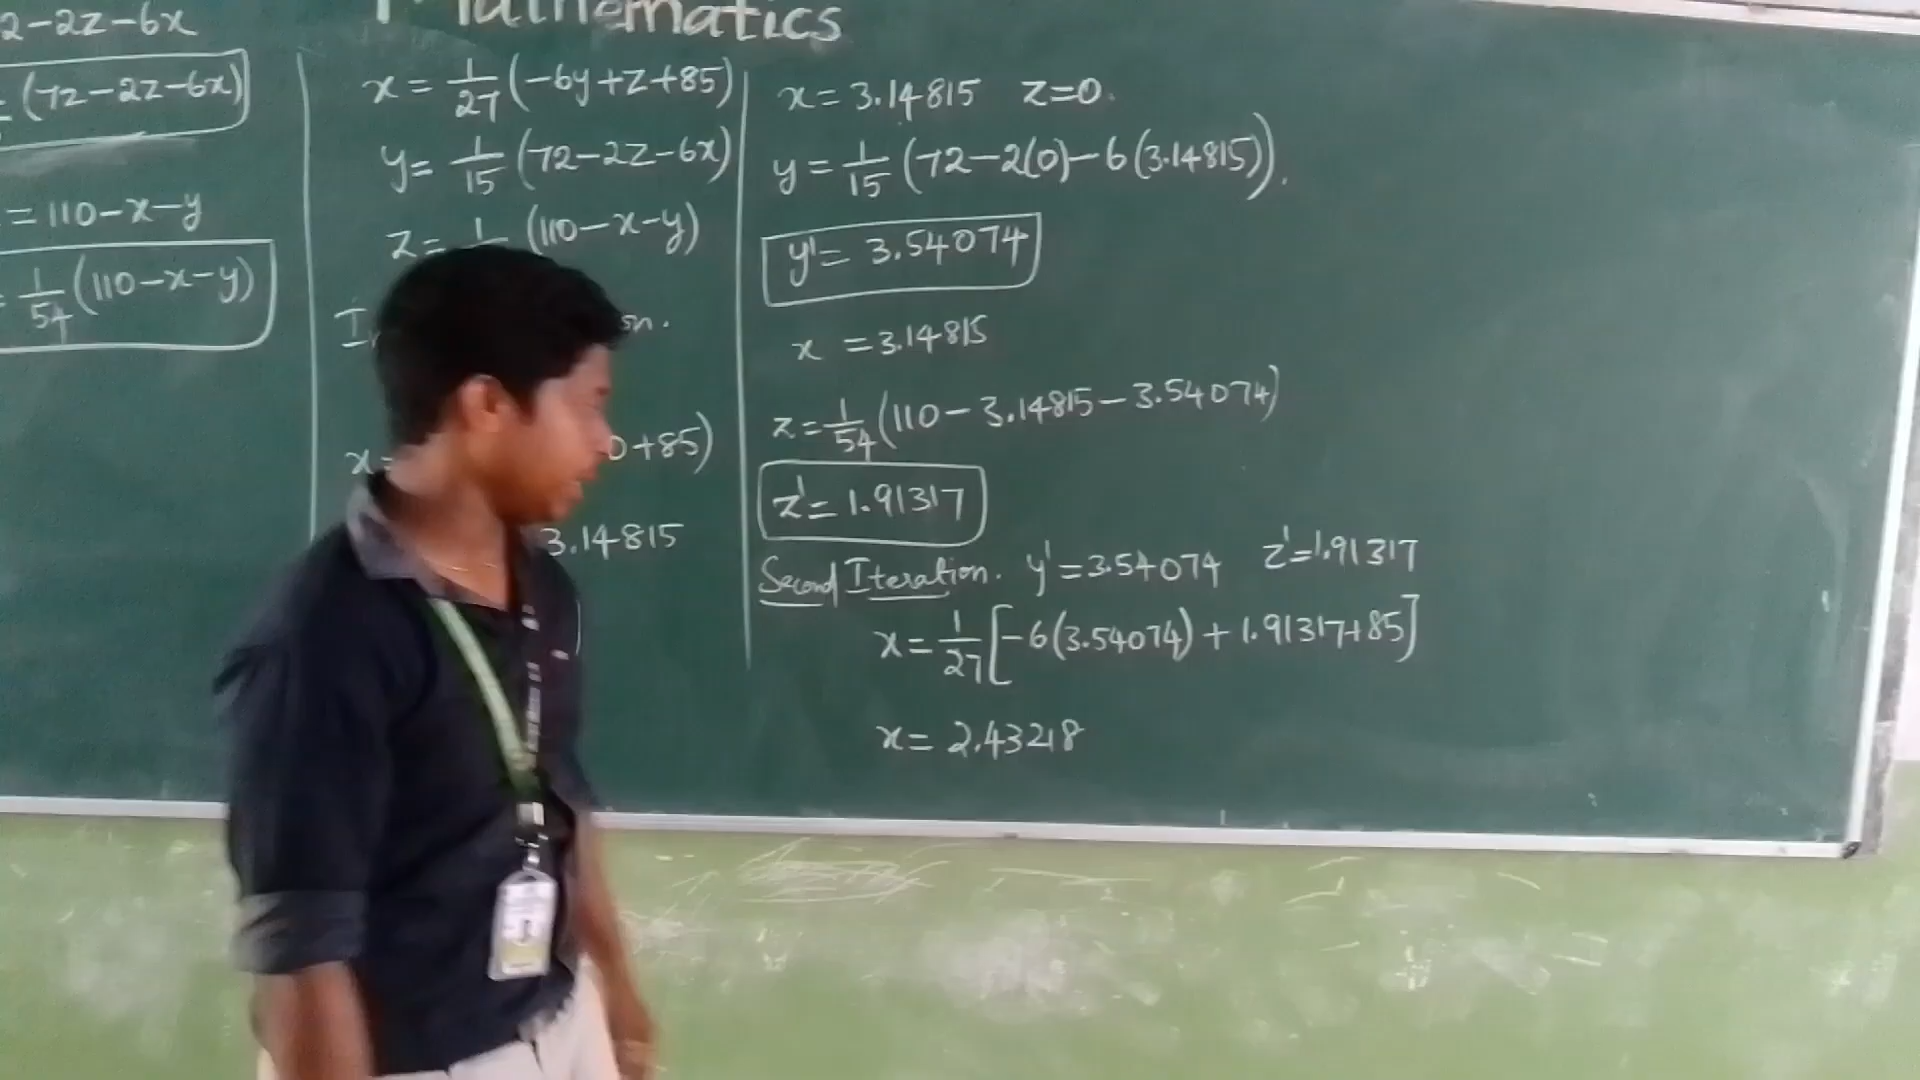 2-2z-6x
(72-2z-6x)
= 110-x-y
= 1/54 (110-x-y)
Mathematics
x = 1/27 (-6y+z+85)
y = 1/15 (72-2z-6x)
z = 1 (110-x-y)
x = 0+85)
3.14815
x = 3.14815 z=0.
y = 1/15 (72-2(0)-6(3.14815)).
y' = 3.54074
x = 3.14815
z = 1/54 (110-3.14815-3.54074)
z' = 1.91317
Second Iteration. y' = 3.54074 z' = 1.91317
x = 1/27 [-6(3.54074)+1.91317+85]
x = 2.43218